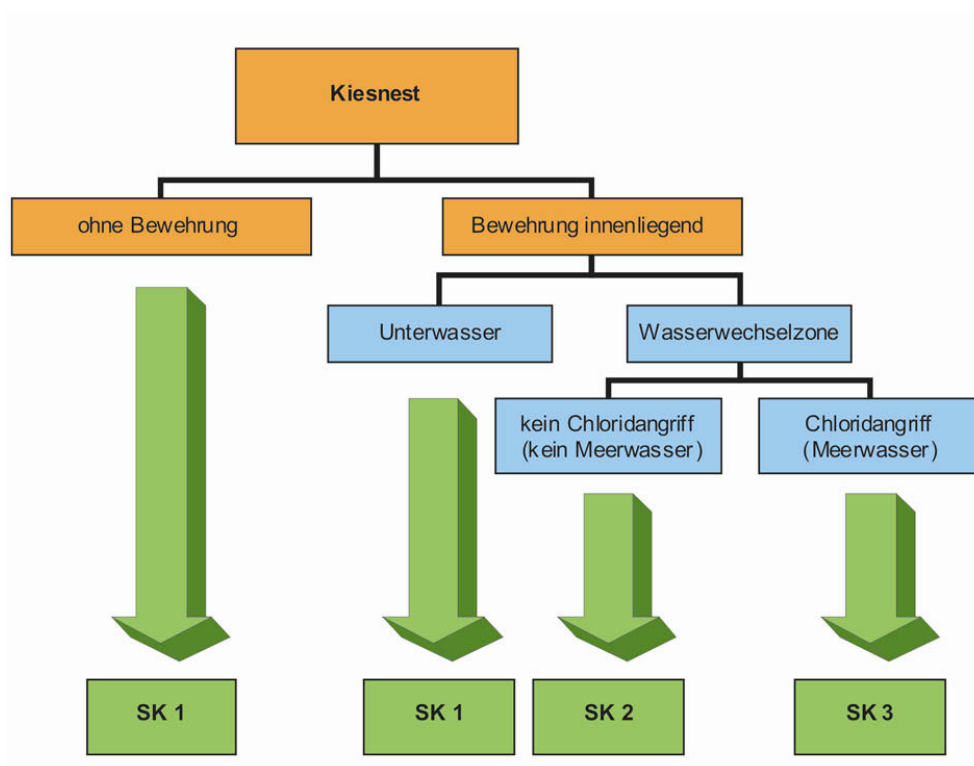 Kiesnest
ohne Bewehrung
Bewehrung innenliegend
Unterwasser
Wasserwechselzone
kein Chloridangriff
(kein Meerwasser)
Chloridangriff
(Meerwasser)
SK 1
SK 1
SK 2
SK 3